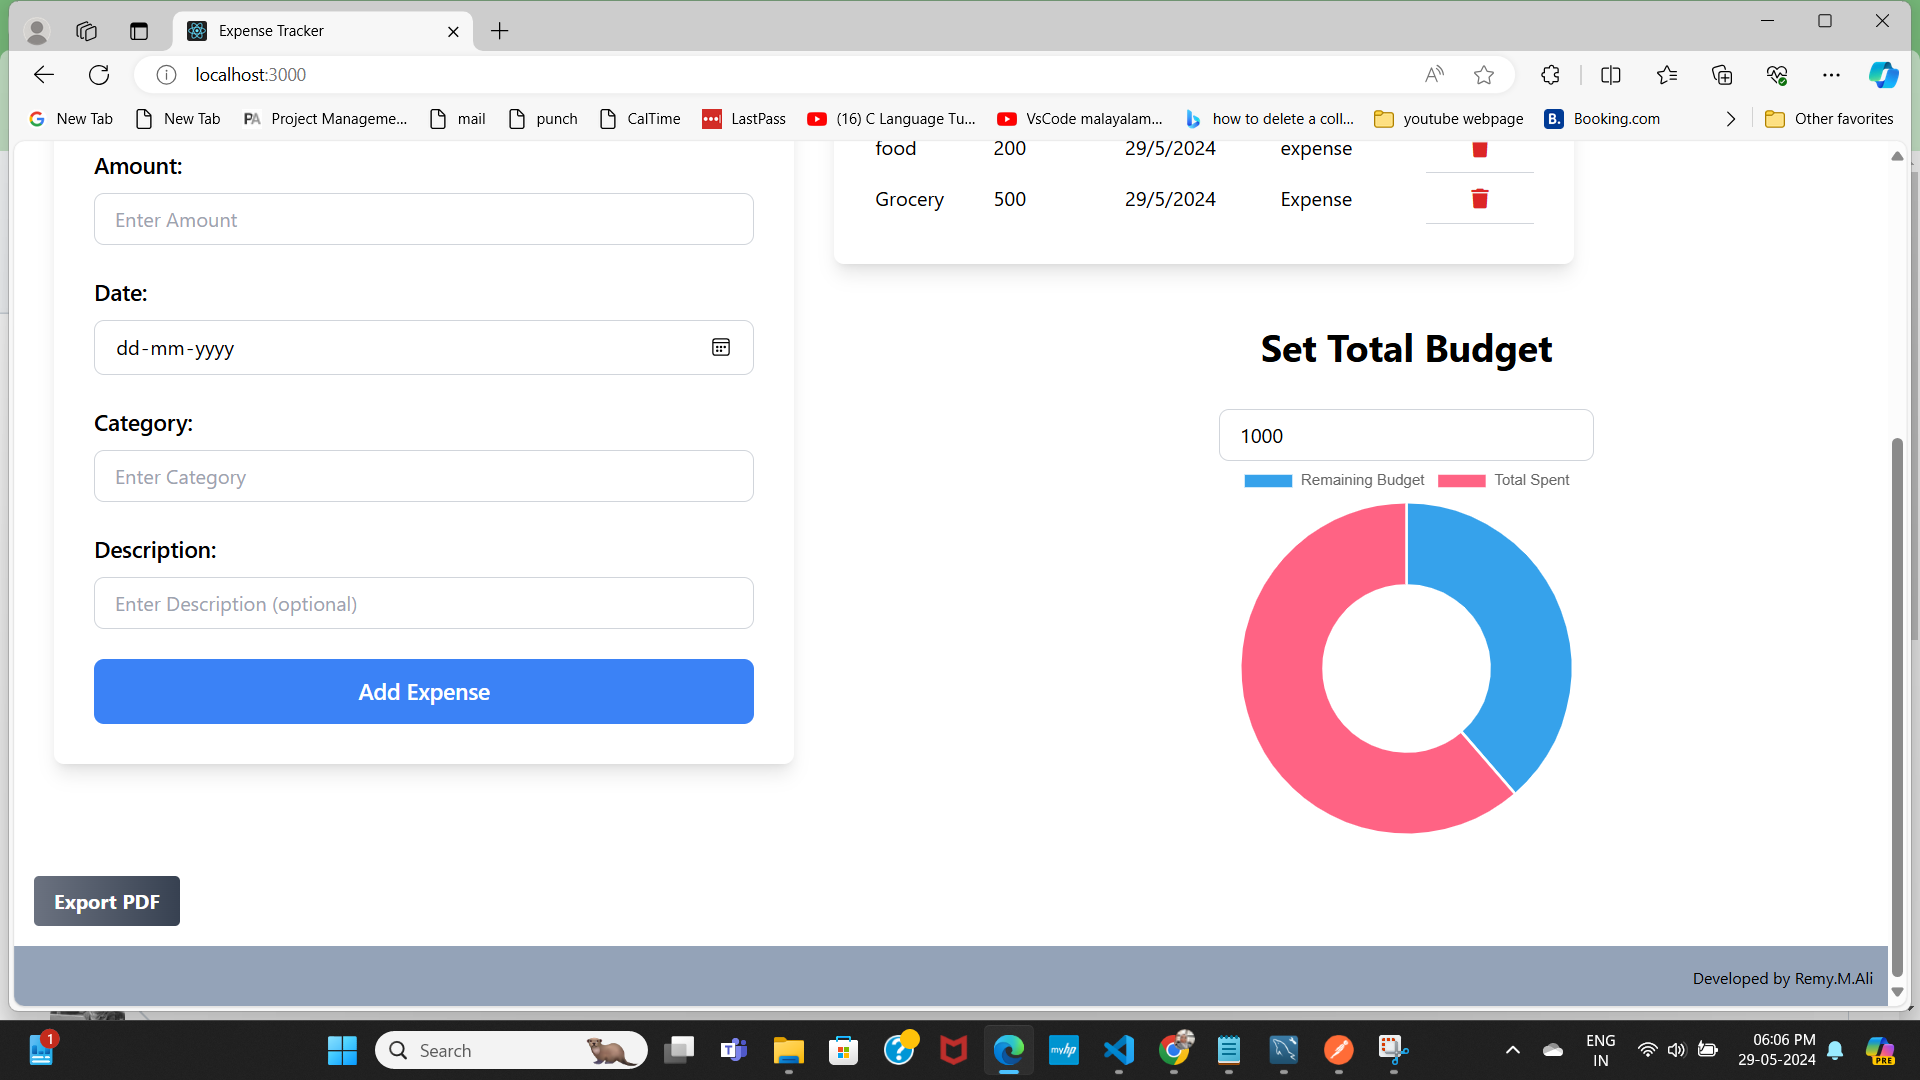 Expense Tracker
localhost:3000
New Tab
New Tab
PA Project Manageme...
mail
punch
CalTime
LastPass
(16) C Language Tu...
VsCode malayalam...
how to delete a coll...
youtube webpage
B. Booking.com
Other favorites
Amount:
Enter Amount
Date:
dd-mm-yyyy
Category:
Enter Category
Description:
Enter Description (optional)
Add Expense
food 200 29/5/2024 expense
Grocery 500 29/5/2024 Expense
Set Total Budget
1000
Remaining Budget Total Spent
Export PDF
Developed by Remy.M.Ali
1
Search
myhp
ENG
IN
06:06 PM
29-05-2024
PRE